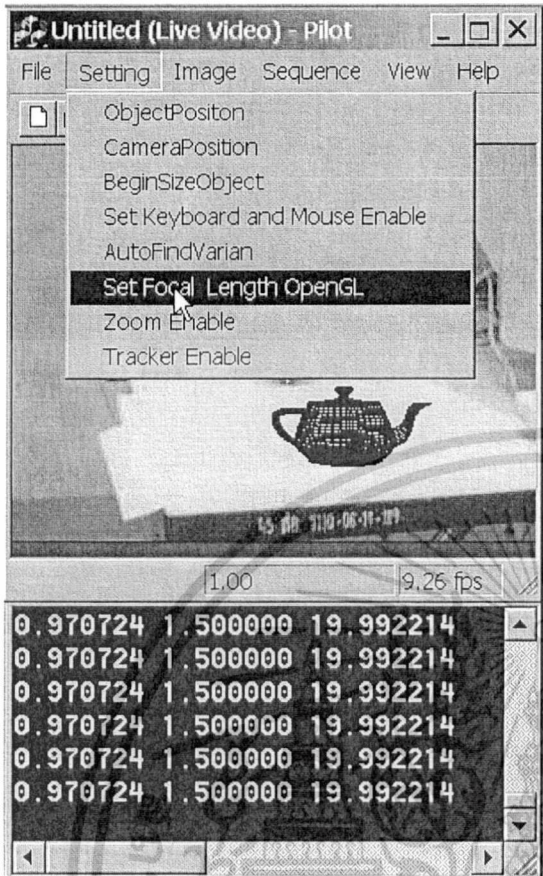 Untitled (Live Video) - Pilot
File Setting Image Sequence View Help
ObjectPositon
CameraPosition
BeginSizeObject
Set Keyboard and Mouse Enable
AutoFindVarian
Set Focal Length OpenGL
Zoom Enable
Tracker Enable
1.00 9.26 fps
0.970724 1.500000 19.992214
0.970724 1.500000 19.992214
0.970724 1.500000 19.992214
0.970724 1.500000 19.992214
0.970724 1.500000 19.992214
0.970724 1.500000 19.992214